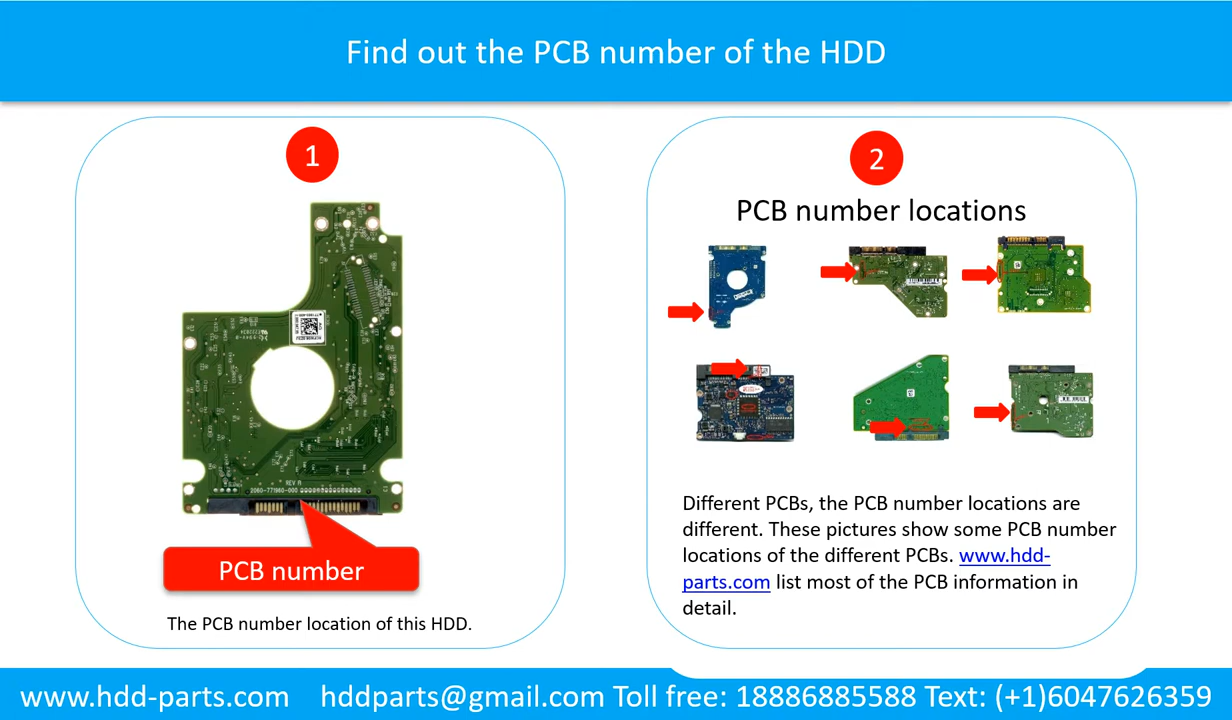 Find out the PCB number of the HDD
1
REV A
2060-771960-000
PCB number
The PCB number location of this HDD.
2
PCB number locations
Different PCBs, the PCB number locations are
different. These pictures show some PCB number
locations of the different PCBs. www.hdd-
parts.com list most of the PCB information in
detail.
www.hdd-parts.com hddparts@gmail.com Toll free: 18886885588 Text: (+1)6047626359